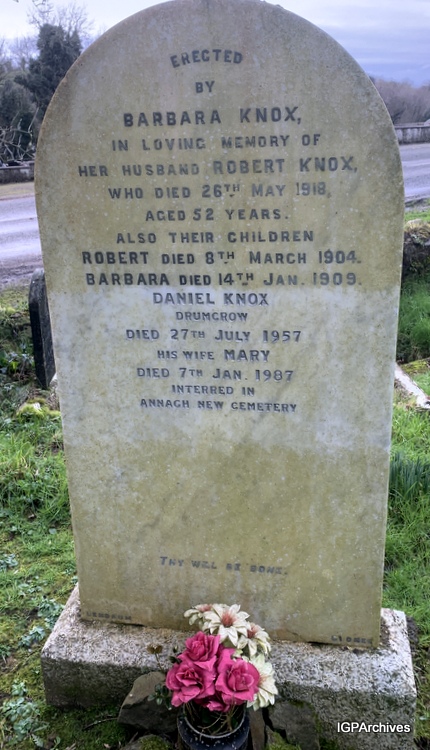 ERECTED
BY
BARBARA KNOX,
IN LOVING MEMORY OF
HER HUSBAND ROBERT KNOX,
WHO DIED 26TH MAY 1918,
AGED 52 YEARS.
ALSO THEIR CHILDREN
ROBERT DIED 8TH MARCH 1904.
BARBARA DIED 14TH JAN. 1909.
DANIEL KNOX
DRUMCROW
DIED 27TH JULY 1957
HIS WIFE MARY
DIED 7TH JAN. 1987
INTERRED IN
ANNAGH NEW CEMETERY
THY WILL BE DONE.
IGPArchives